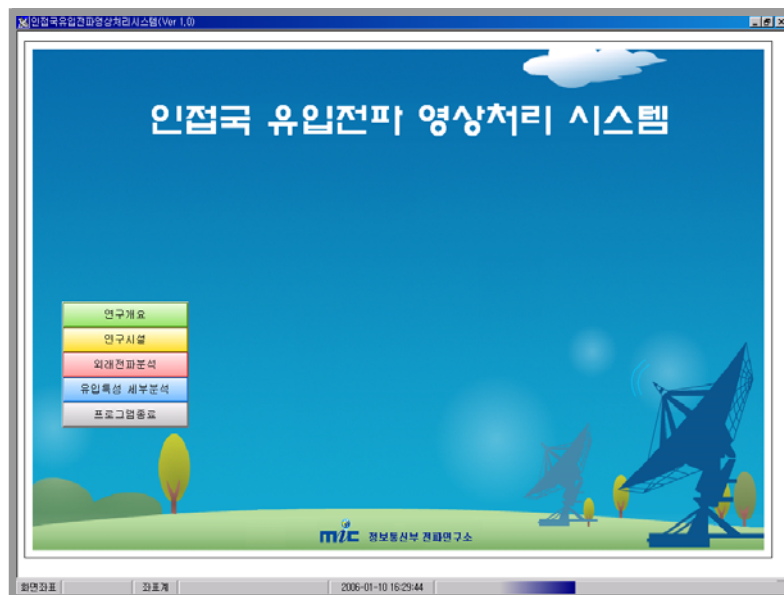 인접국유입전파영상처리시스템(Ver 1.0)
인접국 유입전파 영상처리 시스템
연구개요
연구시설
외래전파분석
유입특성 세부분석
프로그램종료
mic 정보통신부 전파연구소
화면좌표 좌표계 2006-01-10 16:29:44